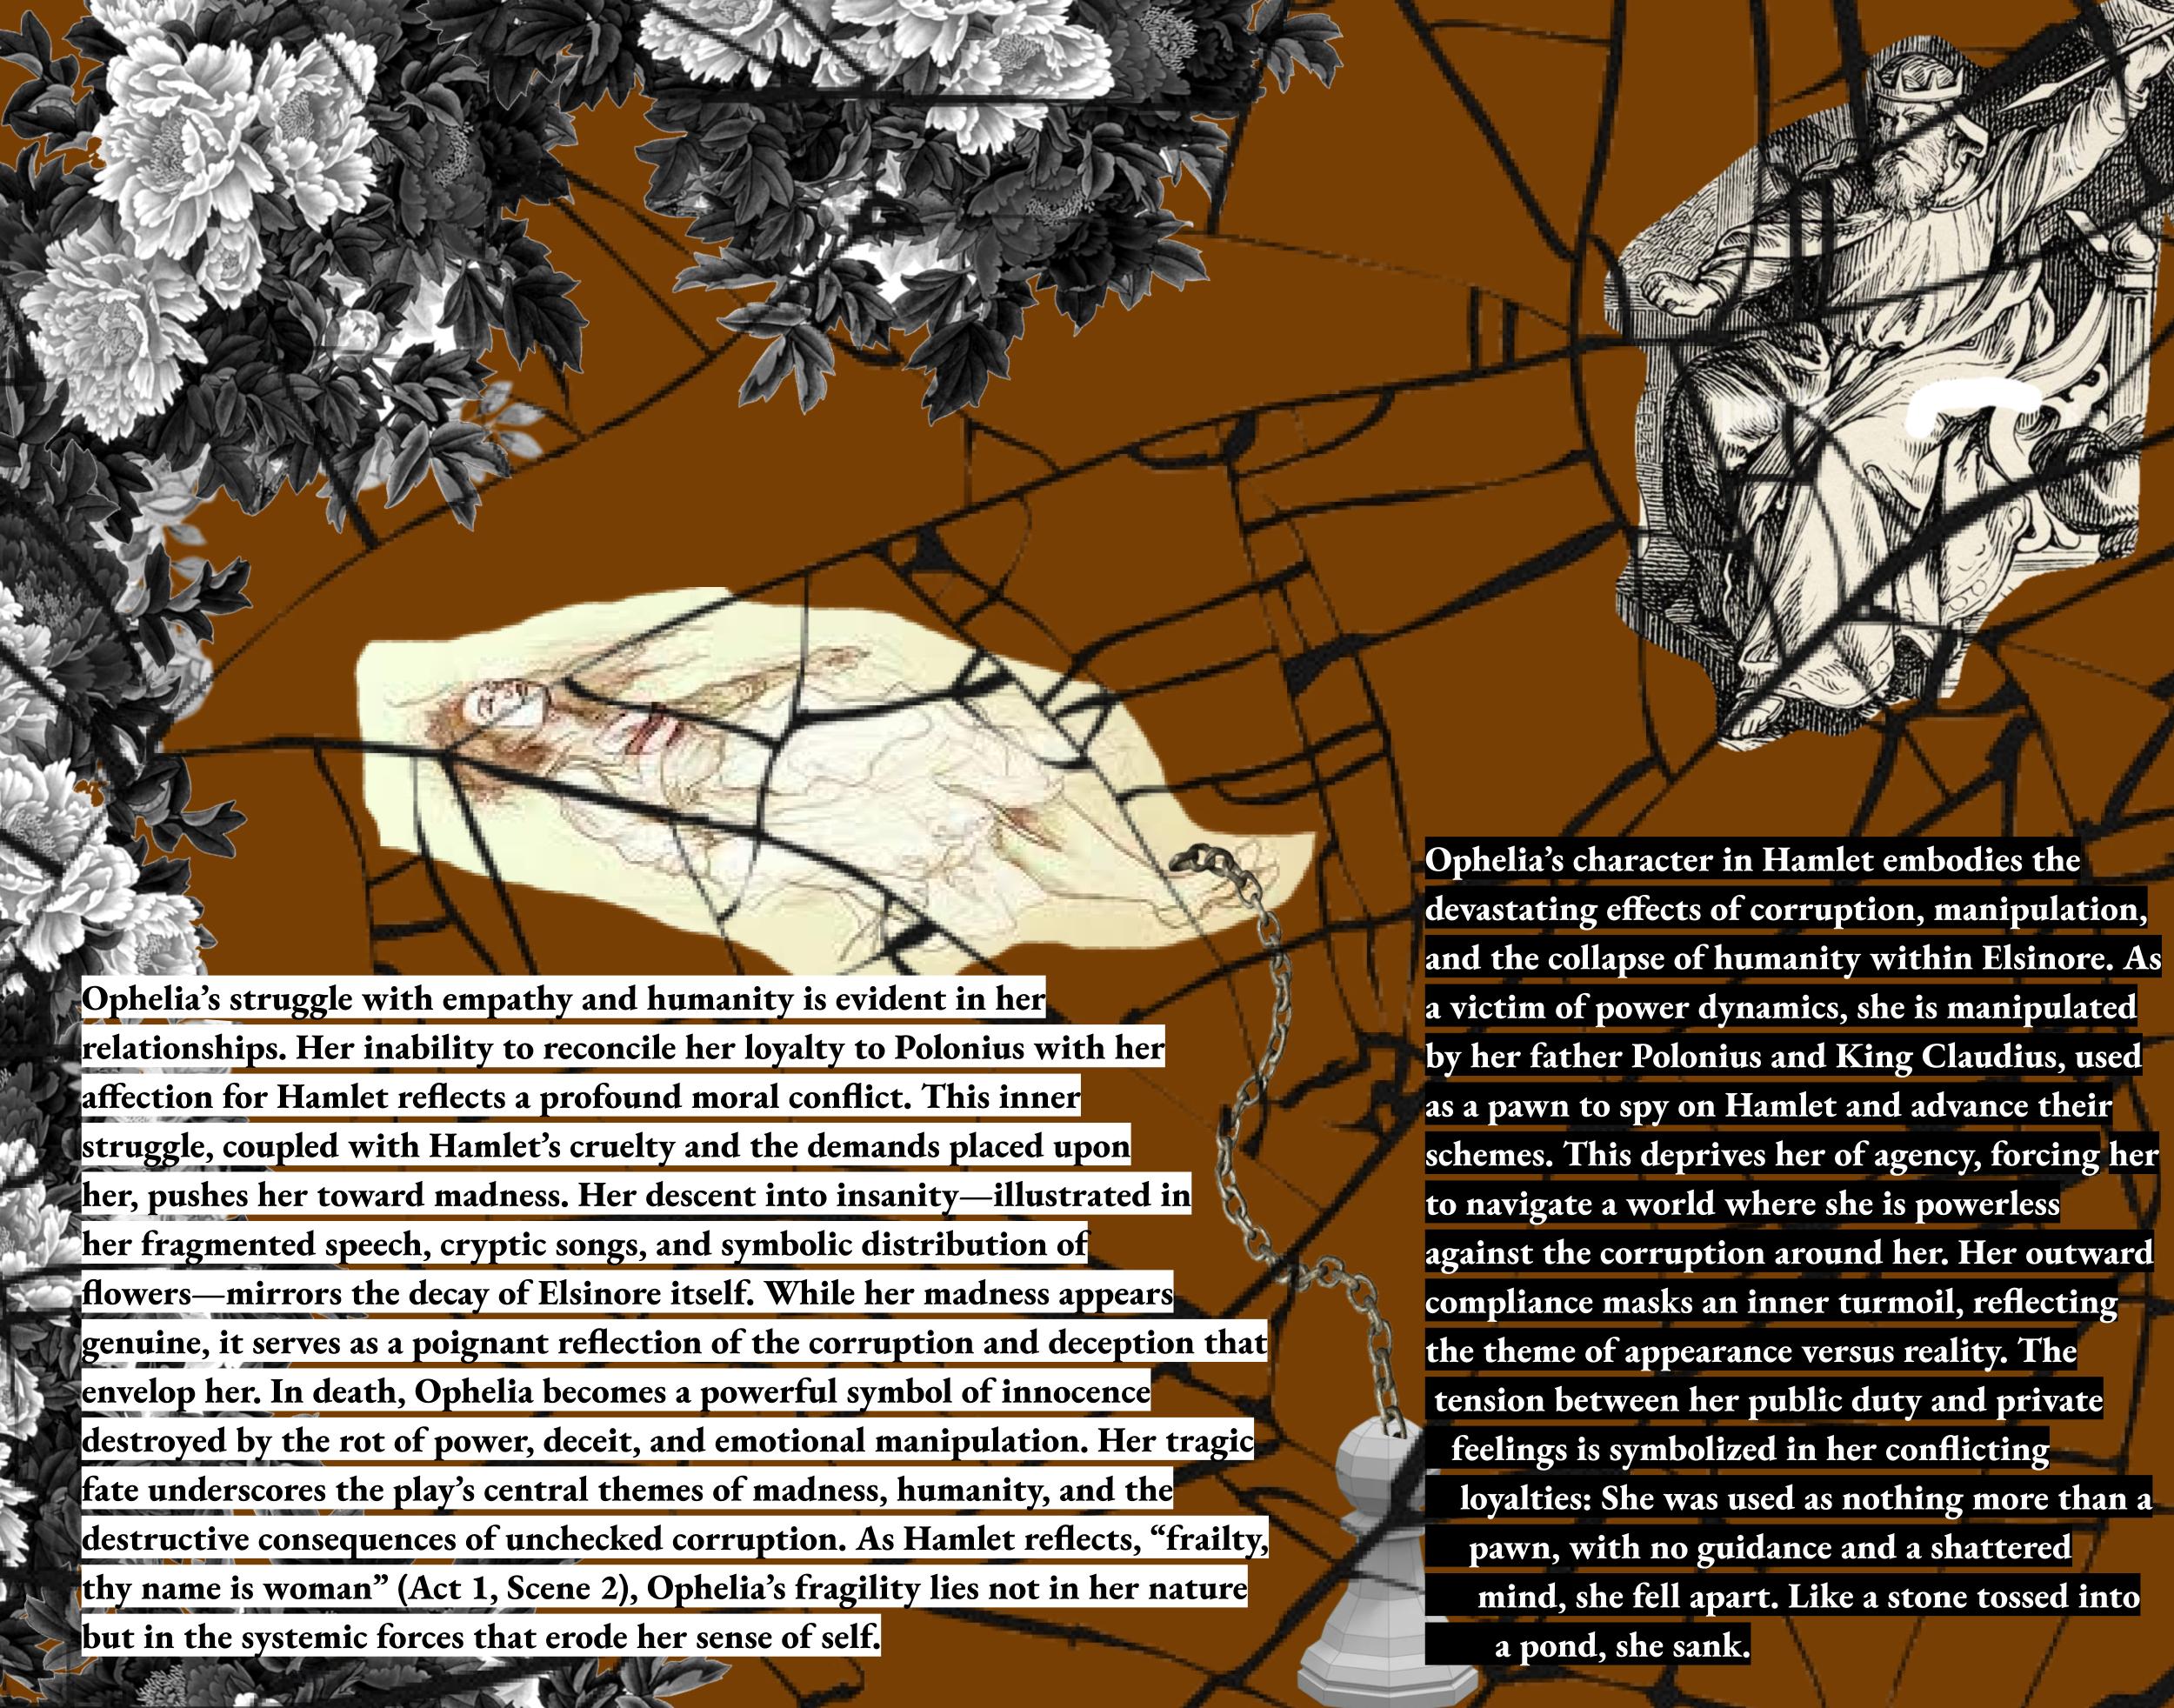 Ophelia’s struggle with empathy and humanity is evident in her
relationships. Her inability to reconcile her loyalty to Polonius with her
affection for Hamlet reflects a profound moral conflict. This inner
struggle, coupled with Hamlet’s cruelty and the demands placed upon
her, pushes her toward madness. Her descent into insanity—illustrated in
her fragmented speech, cryptic songs, and symbolic distribution of
flowers—mirrors the decay of Elsinore itself. While her madness appears
genuine, it serves as a poignant reflection of the corruption and deception that
envelop her. In death, Ophelia becomes a powerful symbol of innocence
destroyed by the rot of power, deceit, and emotional manipulation. Her tragic
fate underscores the play’s central themes of madness, humanity, and the
destructive consequences of unchecked corruption. As Hamlet reflects, “frailty,
thy name is woman” (Act 1, Scene 2), Ophelia’s fragility lies not in her nature
but in the systemic forces that erode her sense of self.
Ophelia’s character in Hamlet embodies the
devastating effects of corruption, manipulation,
and the collapse of humanity within Elsinore. As
a victim of power dynamics, she is manipulated
by her father Polonius and King Claudius, used
as a pawn to spy on Hamlet and advance their
schemes. This deprives her of agency, forcing her
to navigate a world where she is powerless
against the corruption around her. Her outward
compliance masks an inner turmoil, reflecting
the theme of appearance versus reality. The
tension between her public duty and private
feelings is symbolized in her conflicting
loyalties: She was used as nothing more than a
pawn, with no guidance and a shattered
mind, she fell apart. Like a stone tossed into
a pond, she sank.